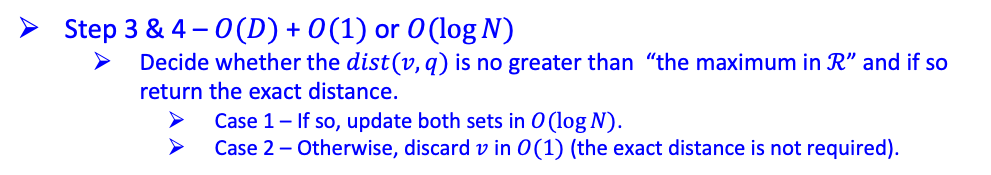 ➢ Step 3 & 4 – O(D) + O(1) or O(log N)
➢ Decide whether the dist(v, q) is no greater than “the maximum in ℛ” and if so
return the exact distance.
➢ Case 1 – If so, update both sets in O(log N).
➢ Case 2 – Otherwise, discard v in O(1) (the exact distance is not required).